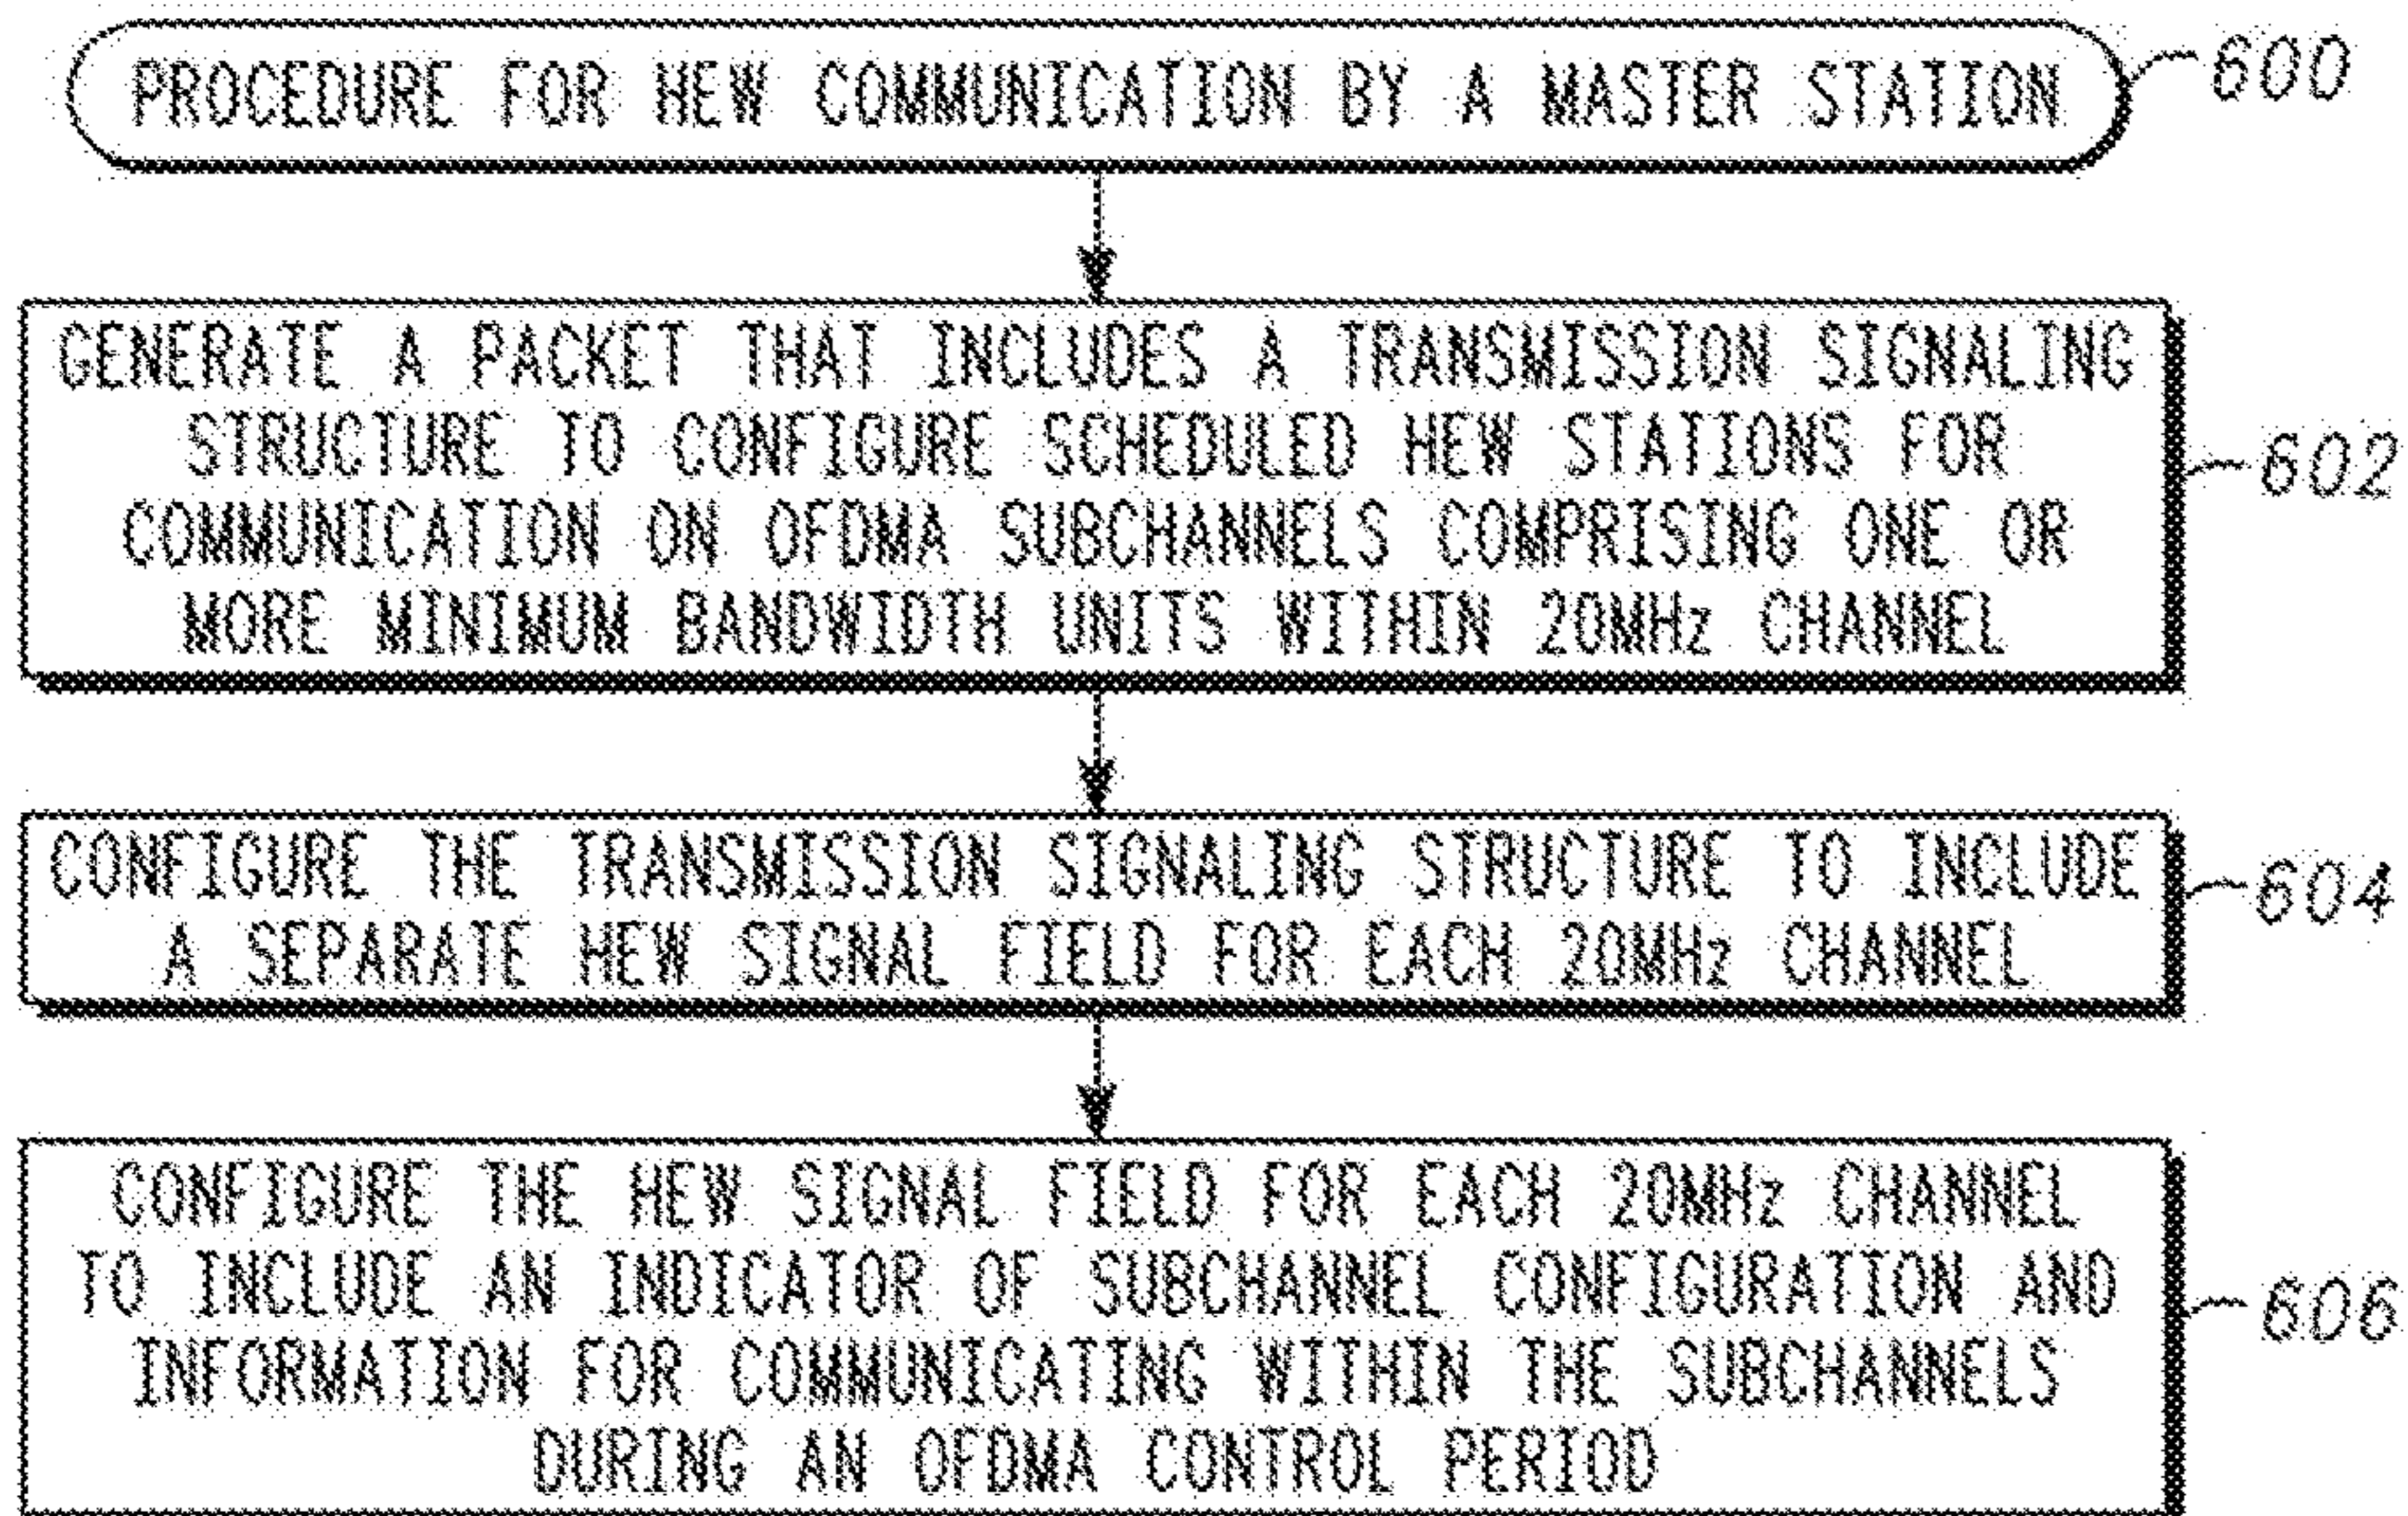 PROCEDURE FOR HEW COMMUNICATION BY A MASTER STATION
600
GENERATE A PACKET THAT INCLUDES A TRANSMISSION SIGNALING
STRUCTURE TO CONFIGURE SCHEDULED HEW STATIONS FOR
COMMUNICATION ON OFDMA SUBCHANNELS COMPRISING ONE OR
MORE MINIMUM BANDWIDTH UNITS WITHIN 20MHz CHANNEL
602
CONFIGURE THE TRANSMISSION SIGNALING STRUCTURE TO INCLUDE
A SEPARATE HEW SIGNAL FIELD FOR EACH 20MHz CHANNEL
604
CONFIGURE THE HEW SIGNAL FIELD FOR EACH 20MHz CHANNEL
TO INCLUDE AN INDICATOR OF SUBCHANNEL CONFIGURATION AND
INFORMATION FOR COMMUNICATING WITHIN THE SUBCHANNELS
DURING AN OFDMA CONTROL PERIOD
606